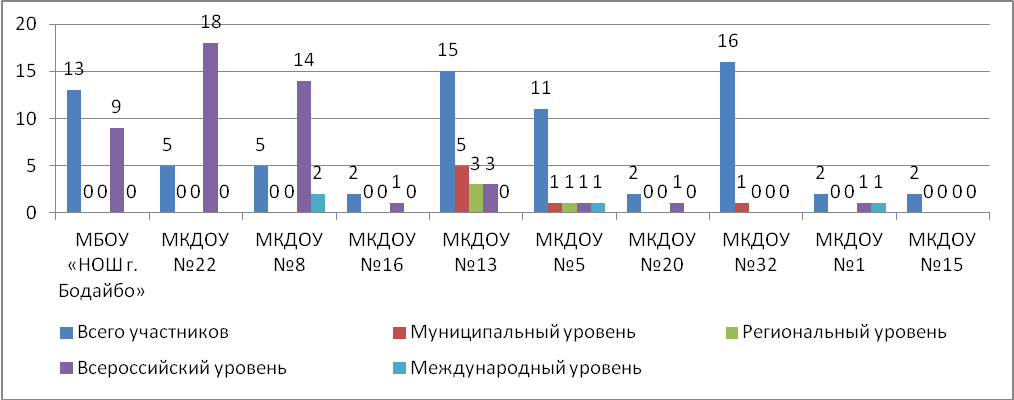 20
15
10
5
0
13 0 0 9 0
5 0 0 18 0
5 0 0 14 2
2 0 0 1 0
15 5 3 3 0
11 1 1 1 1
2 0 0 1 0
16 1 0 0 0
2 0 0 1 1
2 0 0 0 0
МБОУ
«НОШ г.
Бодайбо»
МКДОУ
№22
МКДОУ
№8
МКДОУ
№16
МКДОУ
№13
МКДОУ
№5
МКДОУ
№20
МКДОУ
№32
МКДОУ
№1
МКДОУ
№15
Всего участников
Муниципальный уровень
Региональный уровень
Всероссийский уровень
Международный уровень